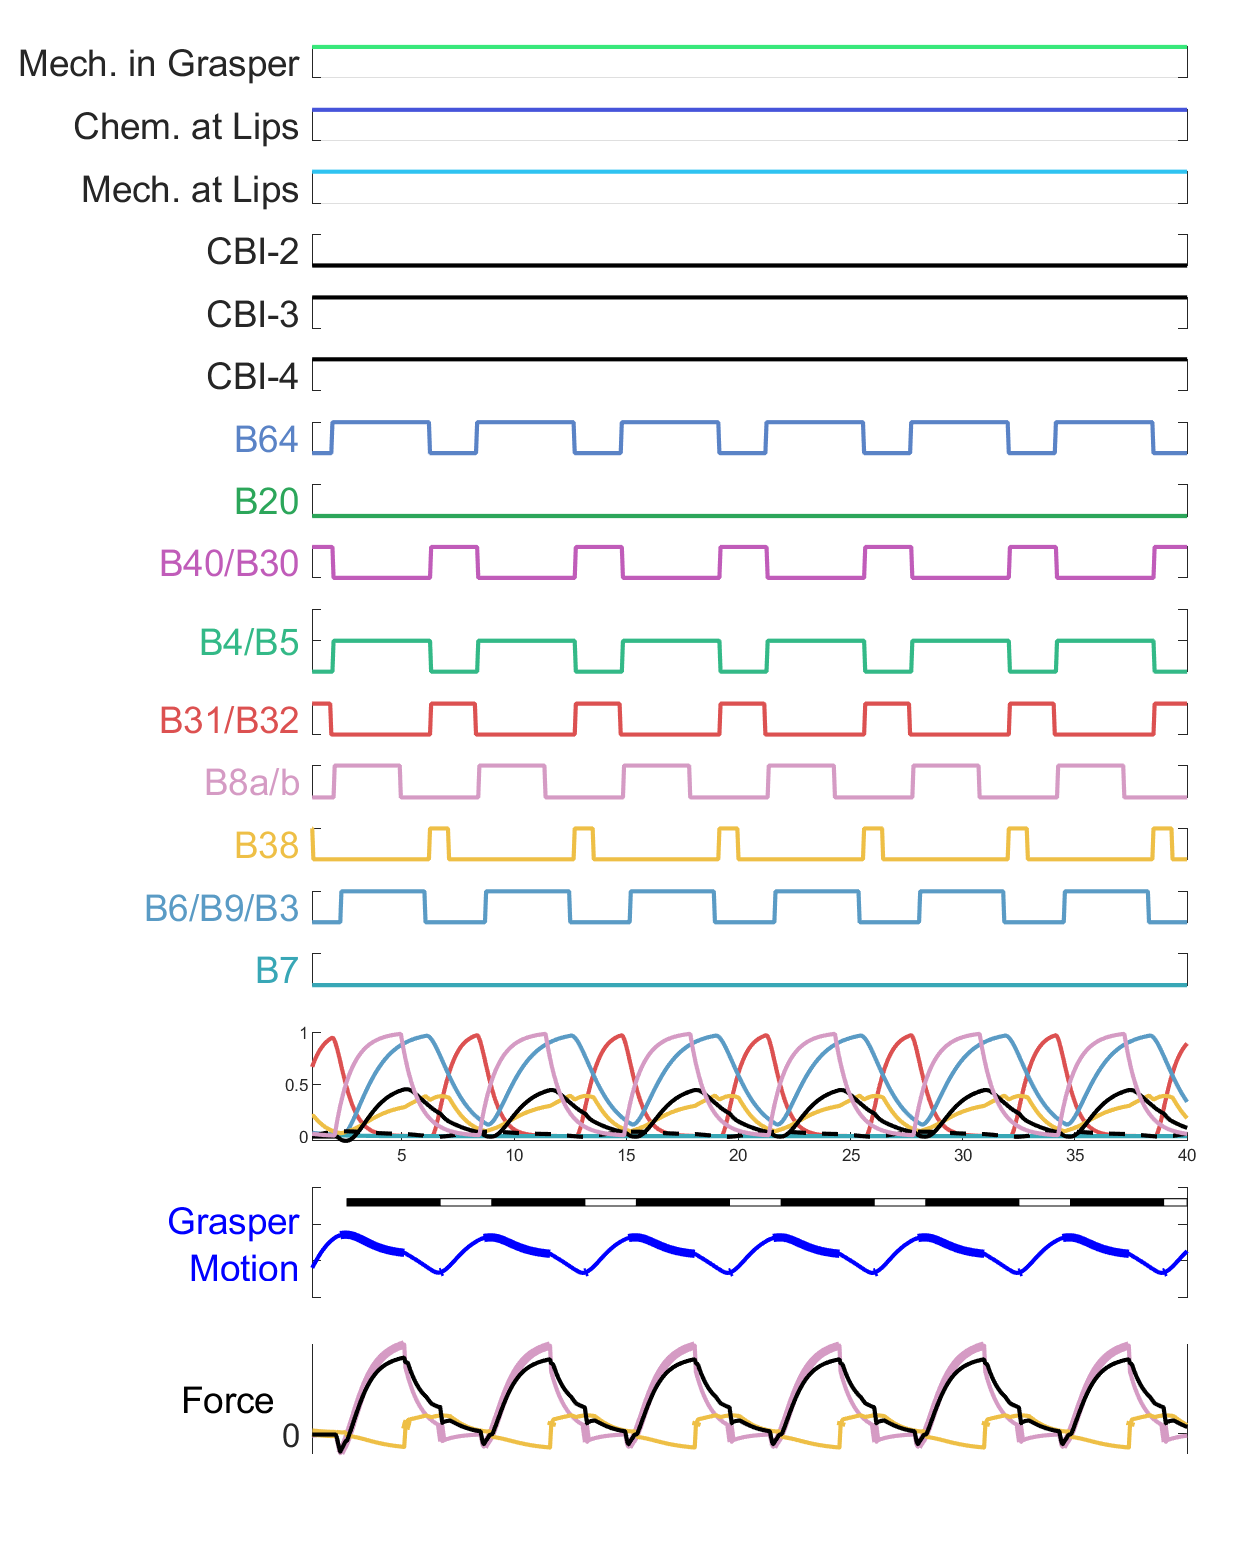 Mech. in Grasper
Chem. at Lips
Mech. at Lips
CBI-2
CBI-3
CBI-4
B64
B20
B40/B30
B4/B5
B31/B32
B8a/b
B38
B6/B9/B3
B7
1
0.5
0
5 10 15 20 25 30 35 40
Grasper
Motion
Force
0